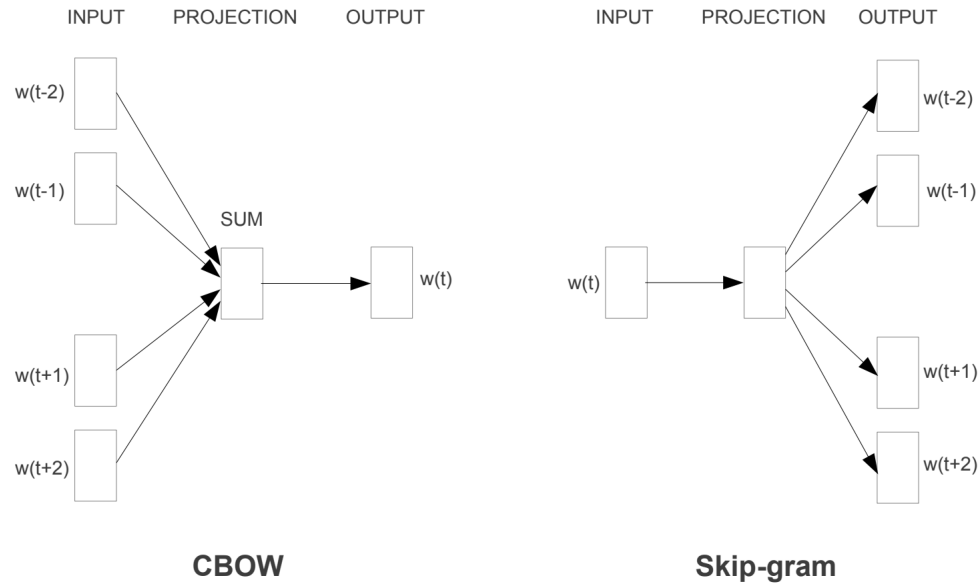 INPUT PROJECTION OUTPUT
w(t-2)
w(t-1)
SUM
w(t)
w(t+1)
w(t+2)
CBOW
INPUT PROJECTION OUTPUT
w(t-2)
w(t-1)
w(t)
w(t+1)
w(t+2)
Skip-gram